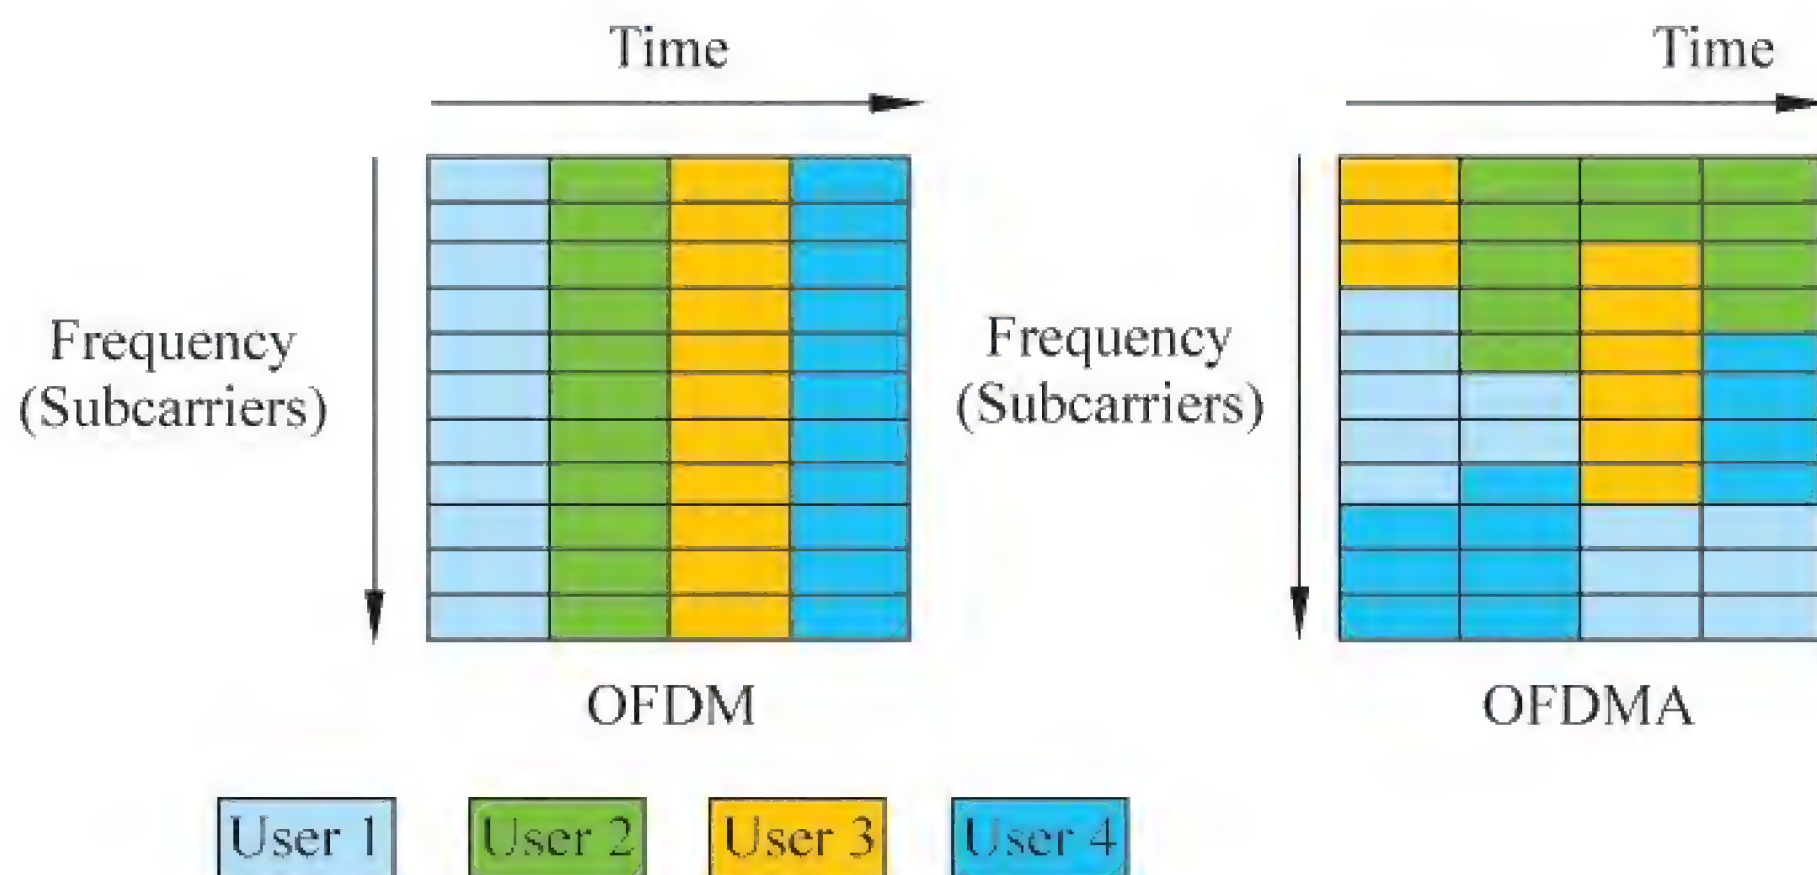 Time
Time
Frequency
(Subcarriers)
Frequency
(Subcarriers)
OFDM
OFDMA
User 1
User 2
User 3
User 4